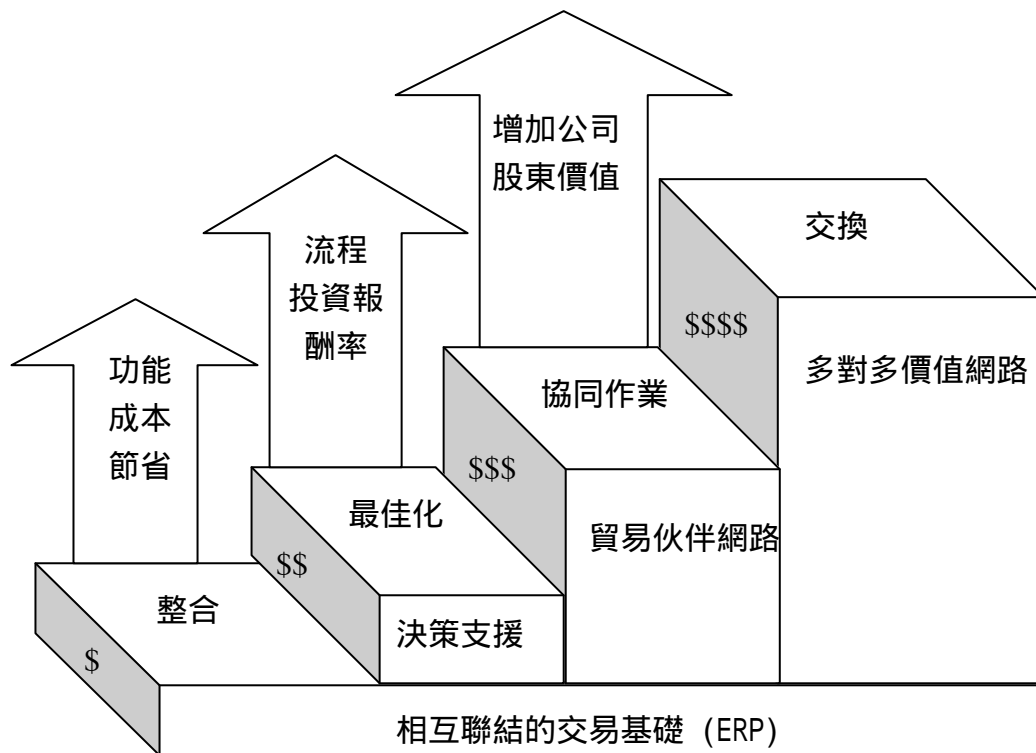 增加公司
股東價值
交換
流程
投資報
酬率
$$$$
功能
成本
節省
多對多價值網路
協同作業
$$$
最佳化
貿易伙伴網路
$$
整合
決策支援
$
相互聯結的交易基礎 (ERP)